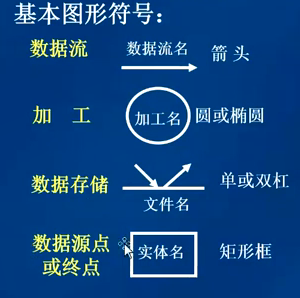 基本图形符号：
数据流 数据流名 箭头
加工 加工名 圆或椭圆
数据存储 文件名 单或双杠
数据源点
或终点 实体名 矩形框